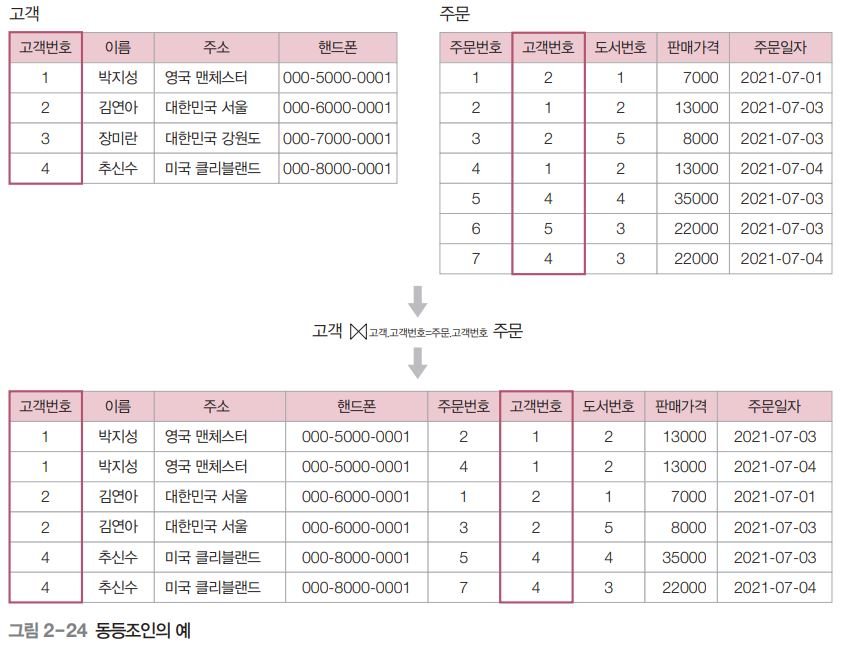 고객
고객번호 이름 주소 핸드폰
1 박지성 영국 맨체스터 000-5000-0001
2 김연아 대한민국 서울 000-6000-0001
3 장미란 대한민국 강원도 000-7000-0001
4 추신수 미국 클리블랜드 000-8000-0001
주문
주문번호 고객번호 도서번호 판매가격 주문일자
1 2 1 7000 2021-07-01
2 1 2 13000 2021-07-03
3 2 5 8000 2021-07-03
4 1 2 13000 2021-07-04
5 4 4 35000 2021-07-03
6 5 3 22000 2021-07-03
7 4 3 22000 2021-07-04
고객 ⋈고객.고객번호=주문.고객번호 주문
고객번호 이름 주소 핸드폰 주문번호 고객번호 도서번호 판매가격 주문일자
1 박지성 영국 맨체스터 000-5000-0001 2 1 2 13000 2021-07-03
1 박지성 영국 맨체스터 000-5000-0001 4 1 2 13000 2021-07-04
2 김연아 대한민국 서울 000-6000-0001 1 2 1 7000 2021-07-01
2 김연아 대한민국 서울 000-6000-0001 3 2 5 8000 2021-07-03
4 추신수 미국 클리블랜드 000-8000-0001 5 4 4 35000 2021-07-03
4 추신수 미국 클리블랜드 000-8000-0001 7 4 3 22000 2021-07-04
그림 2-24 동등조인의 예